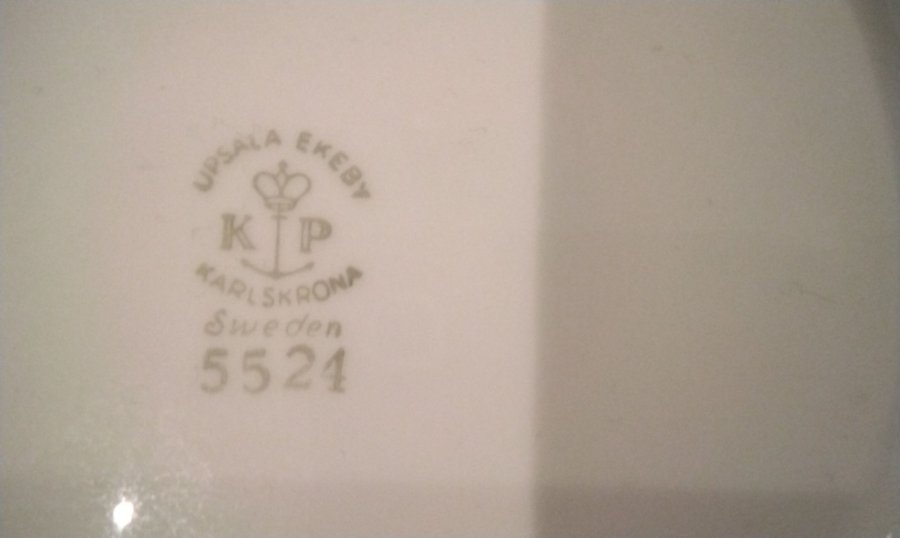 UPSALA EKEBY
K P
KARLSKRONA
Sweden
5524